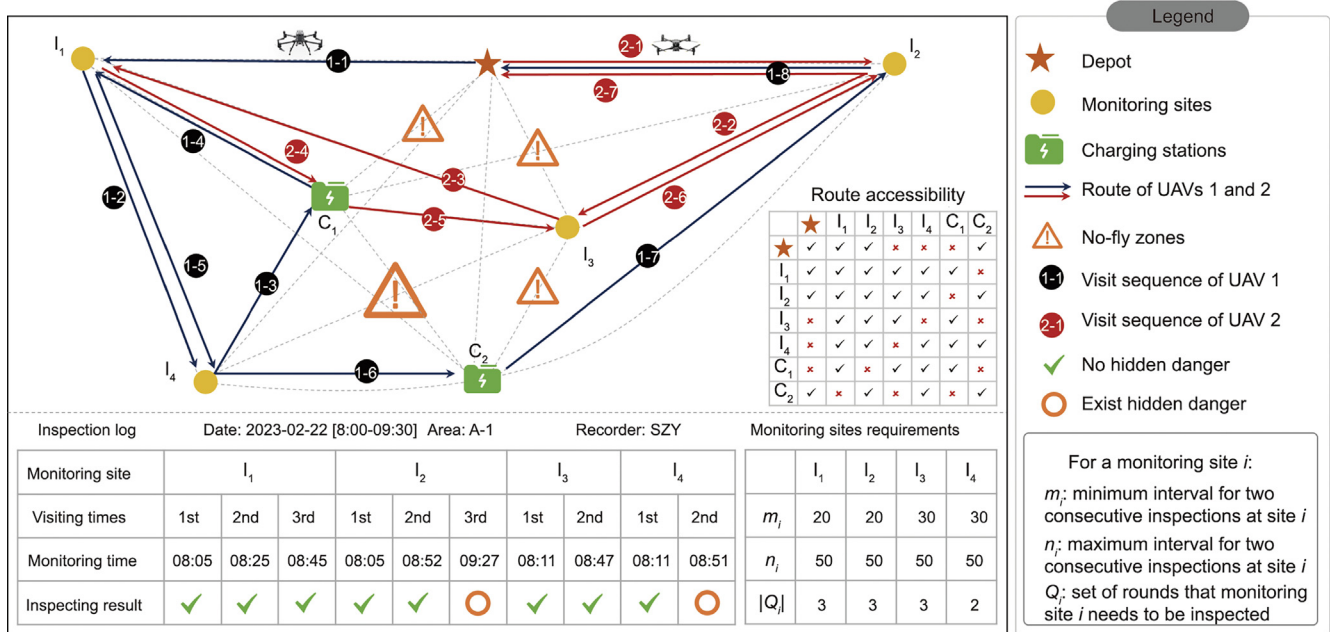 I1
1-1
2-1
I2
1-8
2-7
1-4
2-4
2-2
1-2
2-3
2-6
C1
2-5
I3
1-5
1-3
1-7
C2
I4
1-6
Route accessibility
I1 I2 I3 I4 C1 C2
✓ ✓ ✓ × × × ✓
I1 ✓ ✓ ✓ ✓ ✓ ✓ ×
I2 ✓ ✓ ✓ ✓ ✓ × ✓
I3 × ✓ ✓ ✓ × ✓ ×
I4 × ✓ ✓ × ✓ ✓ ✓
C1 × ✓ × ✓ ✓ ✓ ×
C2 ✓ × ✓ × ✓ × ✓
Inspection log Date: 2023-02-22 [8:00-09:30] Area: A-1 Recorder: SZY
Monitoring site I1 I2 I3 I4
Visiting times 1st 2nd 3rd 1st 2nd 3rd 1st 2nd 1st 2nd
Monitoring time 08:05 08:25 08:45 08:05 08:52 09:27 08:11 08:47 08:11 08:51
Inspecting result
Monitoring sites requirements
I1 I2 I3 I4
mi 20 20 30 30
ni 50 50 50 50
|Qi| 3 3 3 2
Legend
Depot
Monitoring sites
Charging stations
Route of UAVs 1 and 2
No-fly zones
1-1 Visit sequence of UAV 1
2-1 Visit sequence of UAV 2
No hidden danger
Exist hidden danger
For a monitoring site i:
mi: minimum interval for two
consecutive inspections at site i
ni: maximum interval for two
consecutive inspections at site i
Qi: set of rounds that monitoring
site i needs to be inspected